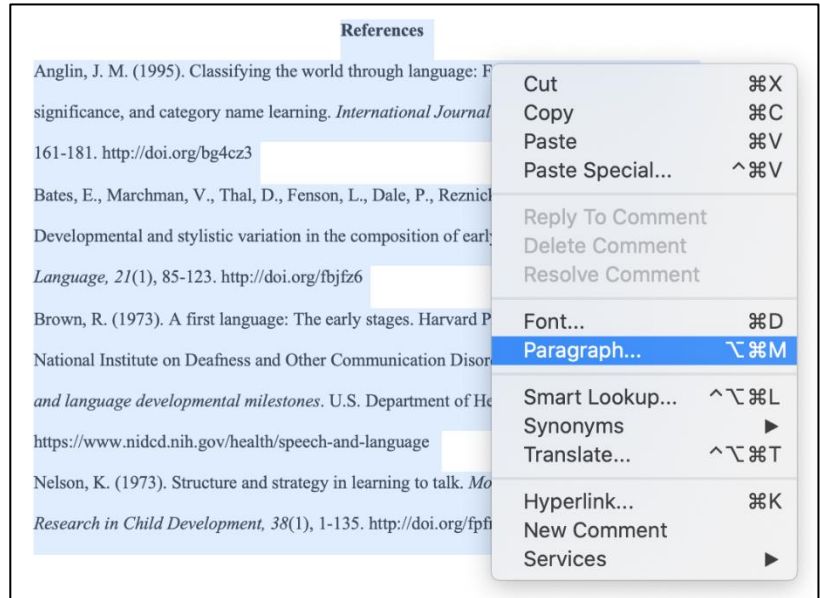 References
Anglin, J. M. (1995). Classifying the world through language: F
significance, and category name learning. International Journal
161-181. http://doi.org/bg4cz3
Bates, E., Marchman, V., Thal, D., Fenson, L., Dale, P., Reznick
Developmental and stylistic variation in the composition of early
Language, 21(1), 85-123. http://doi.org/fbjfz6
Brown, R. (1973). A first language: The early stages. Harvard P
National Institute on Deafness and Other Communication Disor
and language developmental milestones. U.S. Department of He
https://www.nidcd.nih.gov/health/speech-and-language
Nelson, K. (1973). Structure and strategy in learning to talk. Mo
Research in Child Development, 38(1), 1-135. http://doi.org/fpf
Cut ⌘X
Copy ⌘C
Paste ⌘V
Paste Special... ^⌘V
Reply To Comment
Delete Comment
Resolve Comment
Font... ⌘D
Paragraph... ⌥⌘M
Smart Lookup... ^⌥⌘L
Synonyms ▶
Translate... ^⌥⌘T
Hyperlink... ⌘K
New Comment
Services ▶